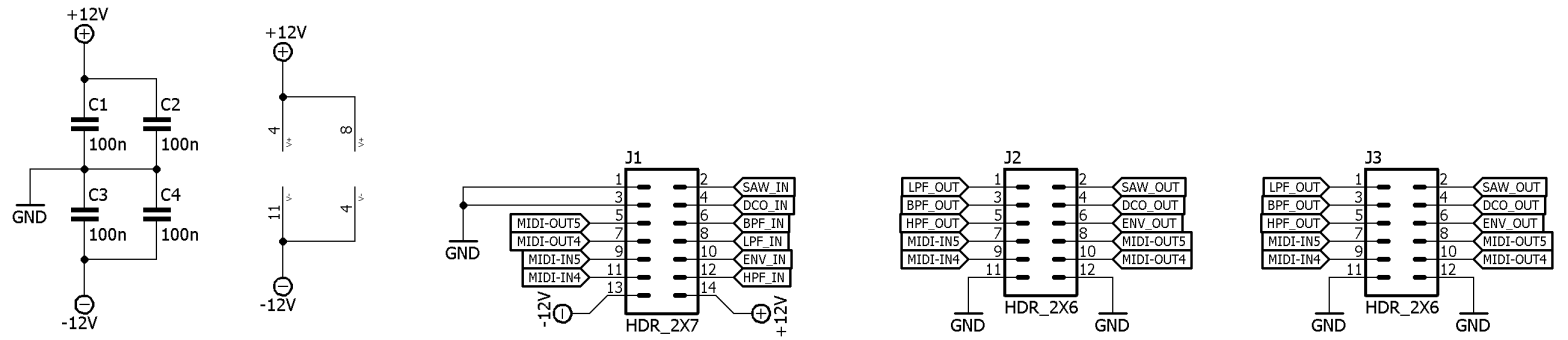 +12V
C1
100n
C2
100n
GND
C3
100n
C4
100n
-12V
+12V
4
V+
8
V+
11
V-
4
V-
-12V
J1
1 2 SAW_IN
3 4 DCO_IN
MIDI-OUT5 5 6 BPF_IN
MIDI-OUT4 7 8 LPF_IN
MIDI-IN5 9 10 ENV_IN
MIDI-IN4 11 12 HPF_IN
13 14
GND
-12V
+12V
HDR_2X7
J2
LPF_OUT 1 2 SAW_OUT
BPF_OUT 3 4 DCO_OUT
HPF_OUT 5 6 ENV_OUT
MIDI-IN5 7 8 MIDI-OUT5
MIDI-IN4 9 10 MIDI-OUT4
11 12
HDR_2X6
GND
GND
J3
LPF_OUT 1 2 SAW_OUT
BPF_OUT 3 4 DCO_OUT
HPF_OUT 5 6 ENV_OUT
MIDI-IN5 7 8 MIDI-OUT5
MIDI-IN4 9 10 MIDI-OUT4
11 12
HDR_2X6
GND
GND